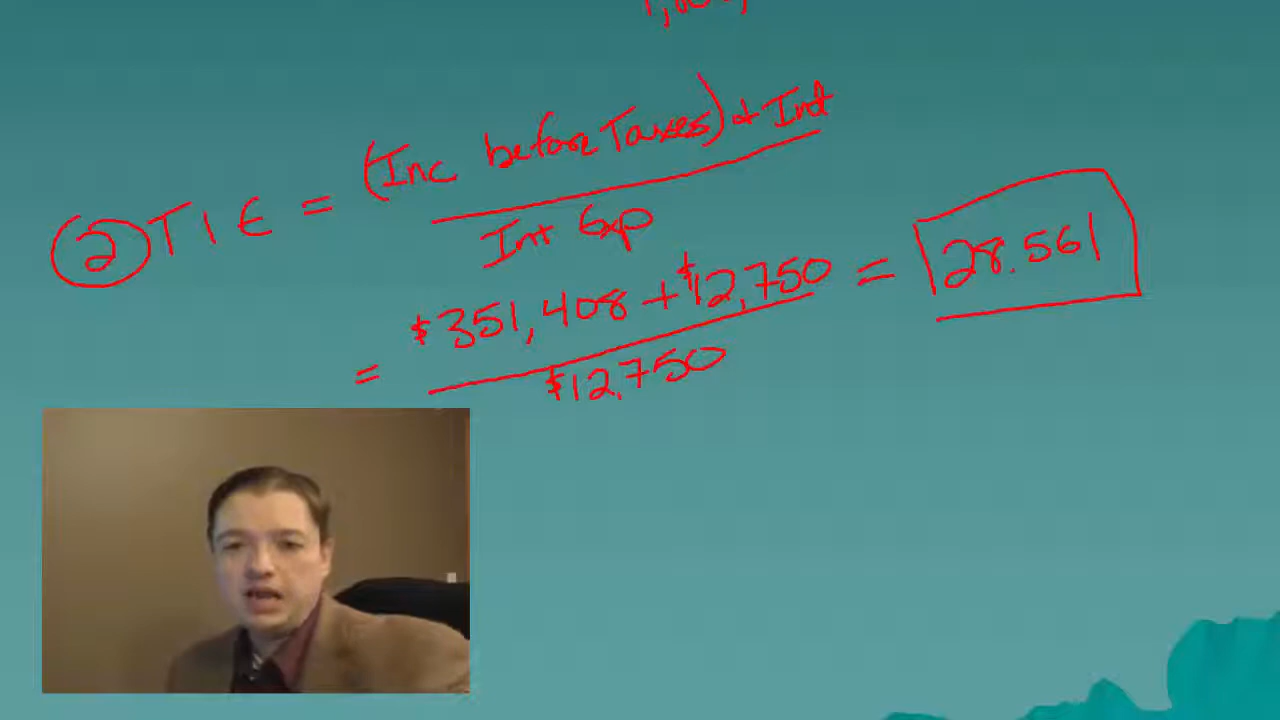 ② TIE = (Inc before Taxes) + Int
Int Exp
= $351,408 + $12,750 = 28.561
$12,750